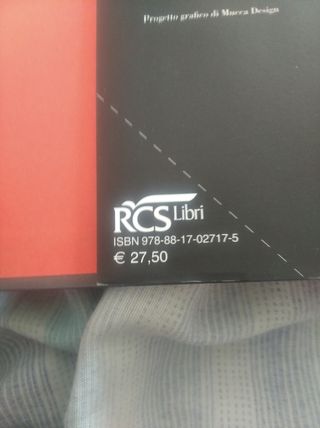 Progetto grafico di Mucca Design
RCS Libri
ISBN 978-88-17-02717-5
€ 27,50